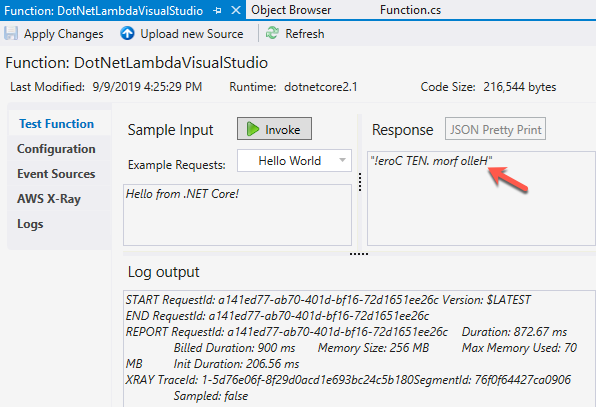 Function: DotNetLambdaVisualStudio Object Browser Function.cs
Apply Changes Upload new Source Refresh
Function: DotNetLambdaVisualStudio
Last Modified: 9/9/2019 4:25:29 PM Runtime: dotnetcore2.1 Code Size: 216,544 bytes
Test Function
Configuration
Event Sources
AWS X-Ray
Logs
Sample Input Invoke
Example Requests: Hello World
Hello from .NET Core!
Response JSON Pretty Print
"!eroC TEN. morf olleH"
Log output
START RequestId: a141ed77-ab70-401d-bf16-72d1651ee26c Version: $LATEST
END RequestId: a141ed77-ab70-401d-bf16-72d1651ee26c
REPORT RequestId: a141ed77-ab70-401d-bf16-72d1651ee26c Duration: 872.67 ms
Billed Duration: 900 ms Memory Size: 256 MB Max Memory Used: 70
MB Init Duration: 206.56 ms
XRAY TraceId: 1-5d76e06f-8f29d0acd1e693bc24c5b180SegmentId: 76f0f64427ca0906
Sampled: false